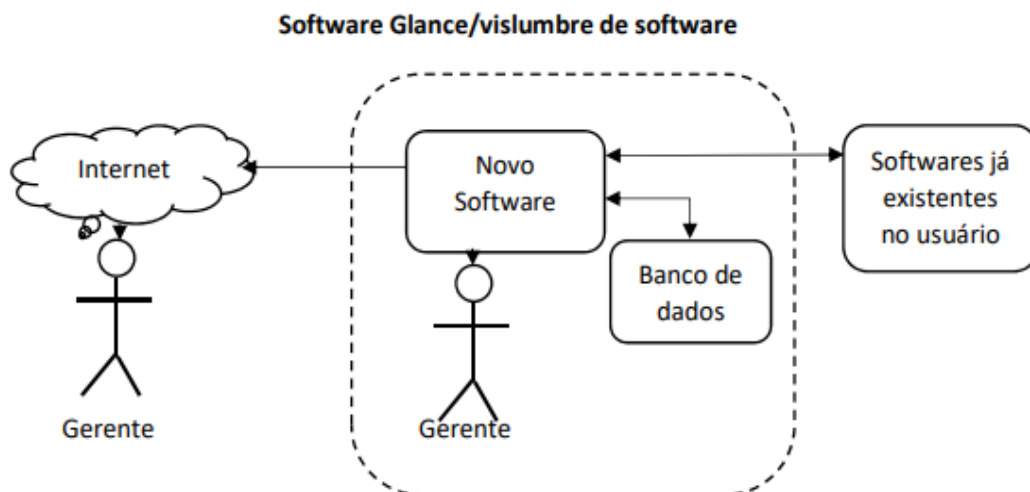 Software Glance/vislumbre de software
Internet
Novo
Software
Softwares já
existentes
no usuário
Banco de
dados
Gerente
Gerente